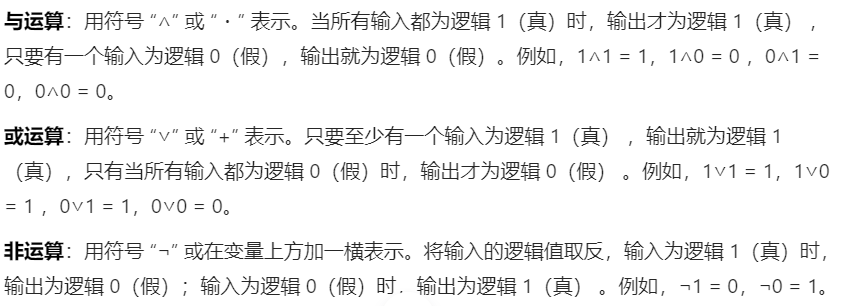 与运算：用符号 “∧” 或 “・” 表示。当所有输入都为逻辑 1（真）时，输出才为逻辑 1（真） ，
只要有一个输入为逻辑 0（假），输出就为逻辑 0（假）。例如，1∧1 = 1，1∧0 = 0 ，0∧1 =
0，0∧0 = 0。
或运算：用符号 “∨” 或 “+” 表示。只要至少有一个输入为逻辑 1（真） ，输出就为逻辑 1
（真），只有当所有输入都为逻辑 0（假）时，输出才为逻辑 0（假） 。例如，1∨1 = 1，1∨0
= 1 ，0∨1 = 1，0∨0 = 0。
非运算：用符号 “¬” 或在变量上方加一横表示。将输入的逻辑值取反，输入为逻辑 1（真）时，
输出为逻辑 0（假）；输入为逻辑 0（假）时．输出为逻辑 1（真） 。例如，¬1 = 0，¬0 = 1。